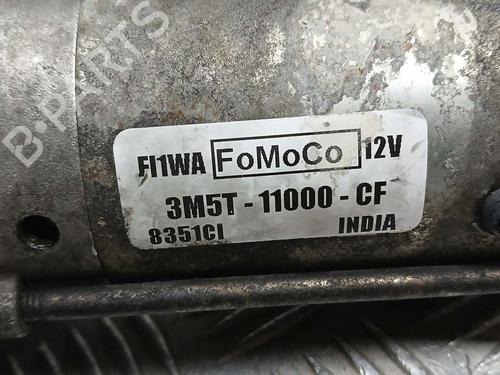 B-PARTS
FI1WA FoMoCo 12V
3M5T - 11000 - CF
8351CI INDIA